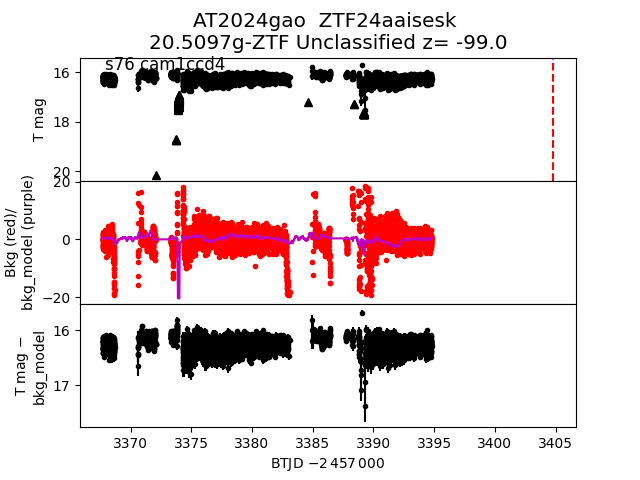 AT2024gao  ZTF24aaisesk
20.5097g-ZTF Unclassified z= -99.0
s76 cam1ccd4
T mag
16
18
20
Bkg (red)/
bkg_model (purple)
20
0
−20
T mag −
bkg_model
16
17
3370 3375 3380 3385 3390 3395 3400 3405
BTJD −2 457 000